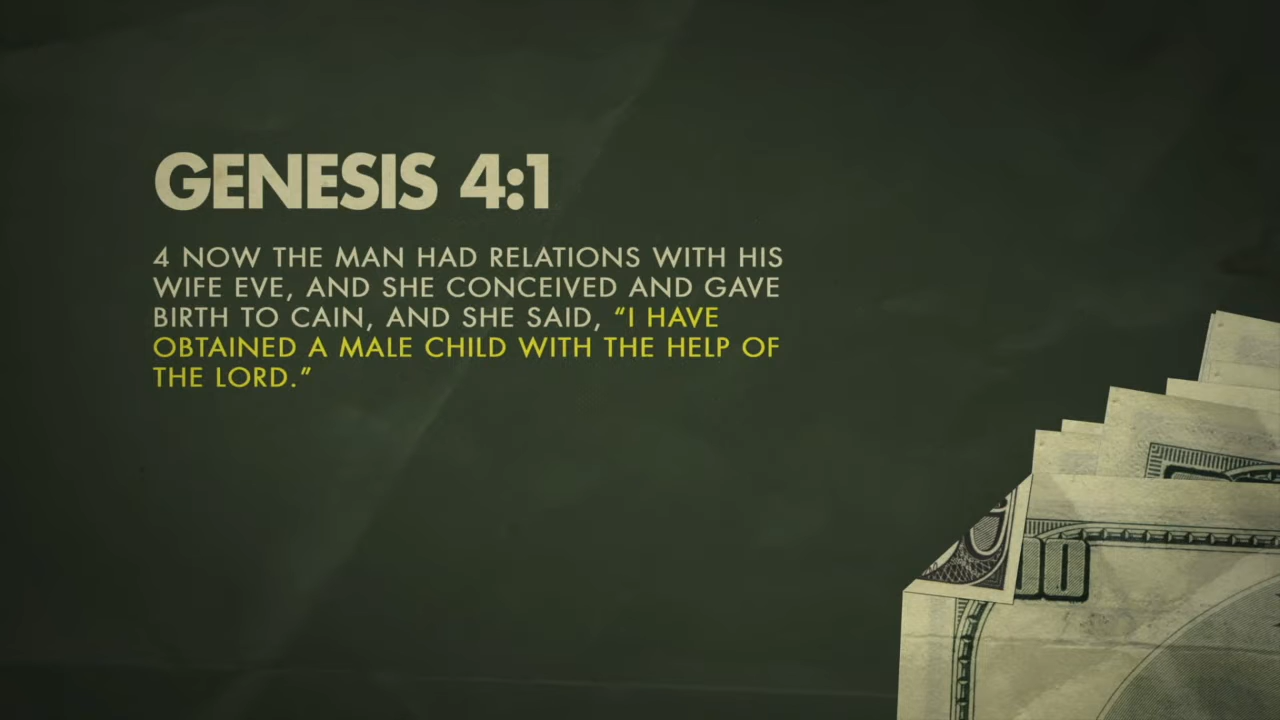 GENESIS 4:1
4 NOW THE MAN HAD RELATIONS WITH HIS
WIFE EVE, AND SHE CONCEIVED AND GAVE
BIRTH TO CAIN, AND SHE SAID, “I HAVE
OBTAINED A MALE CHILD WITH THE HELP OF
THE LORD.”